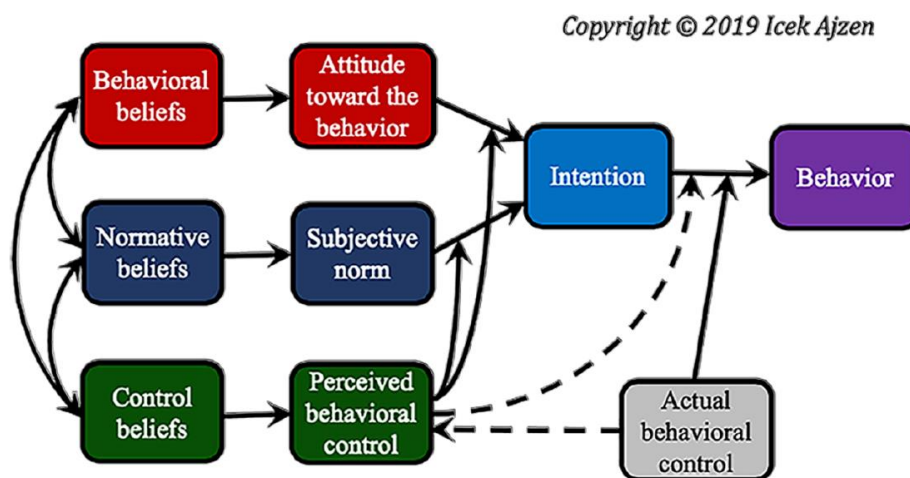 Copyright © 2019 Icek Ajzen
Behavioral
beliefs
Attitude
toward the
behavior
Intention
Behavior
Normative
beliefs
Subjective
norm
Control
beliefs
Perceived
behavioral
control
Actual
behavioral
control